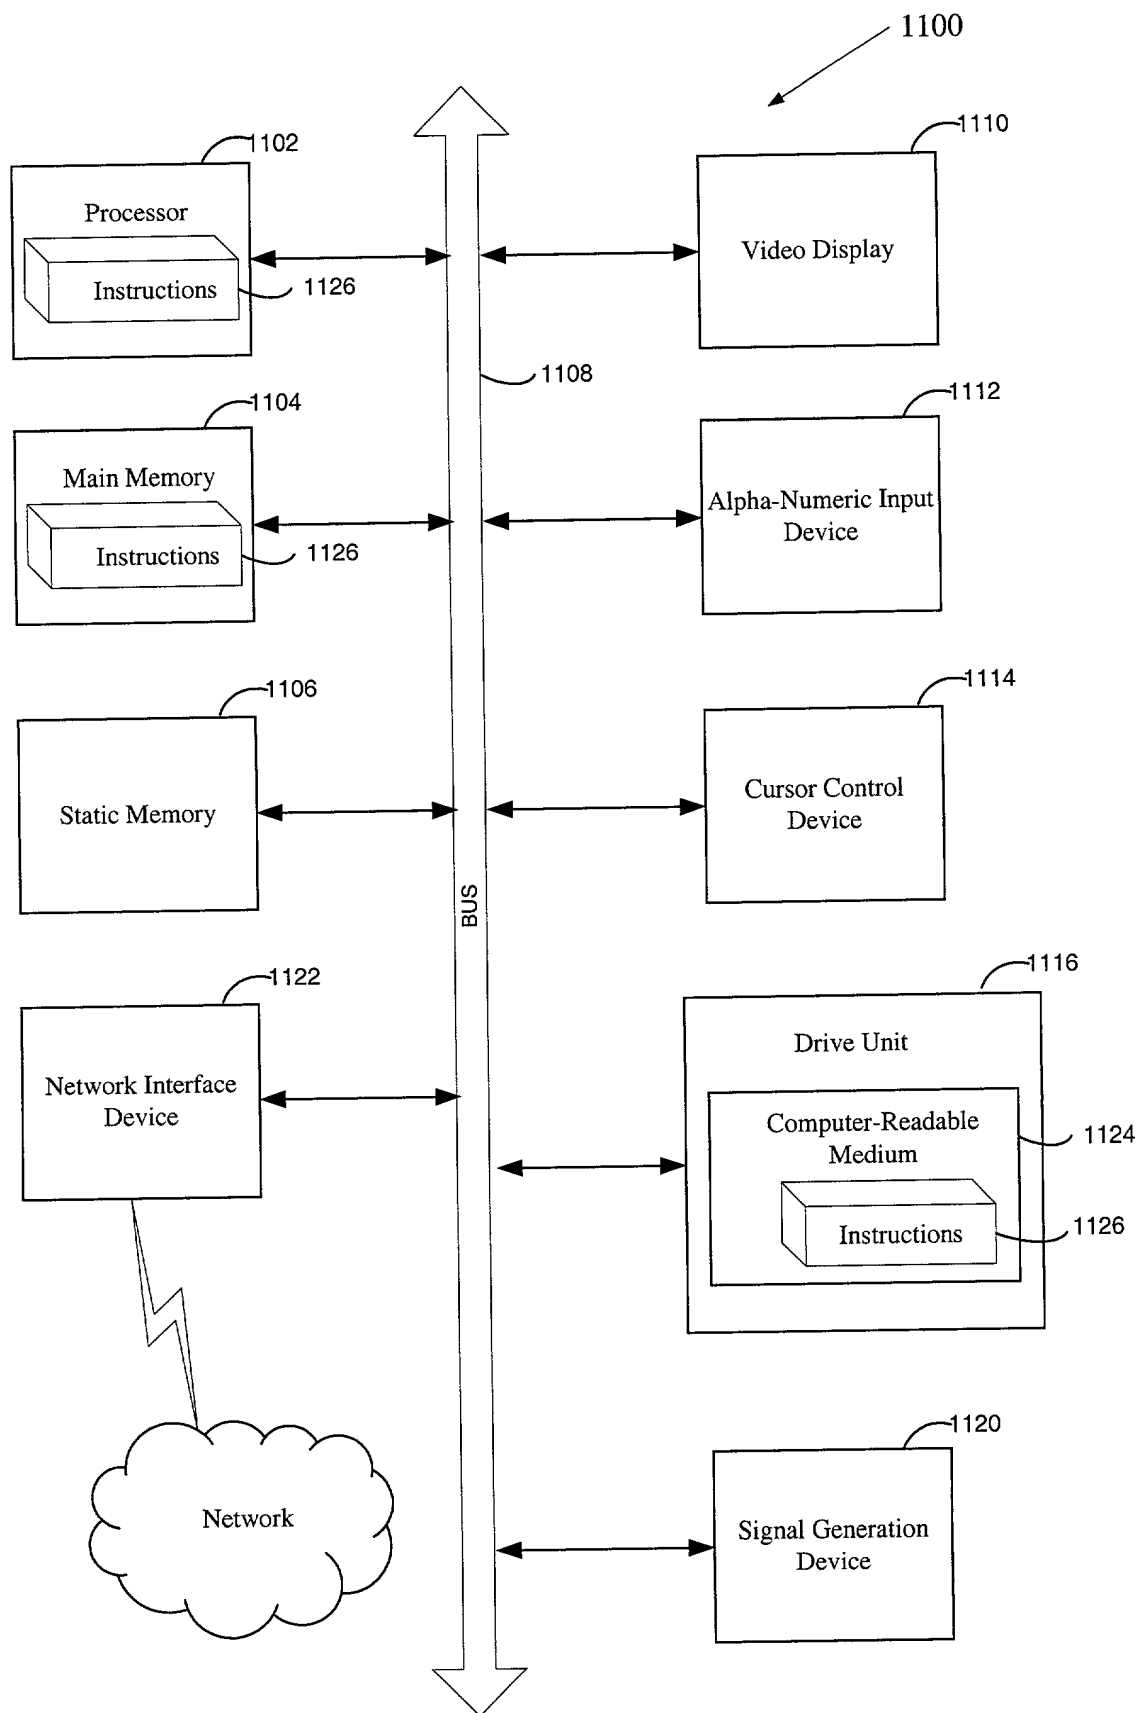 1100
1102
Processor
Instructions
1126
1110
Video Display
1108
1104
Main Memory
Instructions
1126
1112
Alpha-Numeric Input
Device
1106
Static Memory
1114
Cursor Control
Device
BUS
1122
Network Interface
Device
1116
Drive Unit
Computer-Readable
Medium
1124
Instructions
1126
Network
1120
Signal Generation
Device